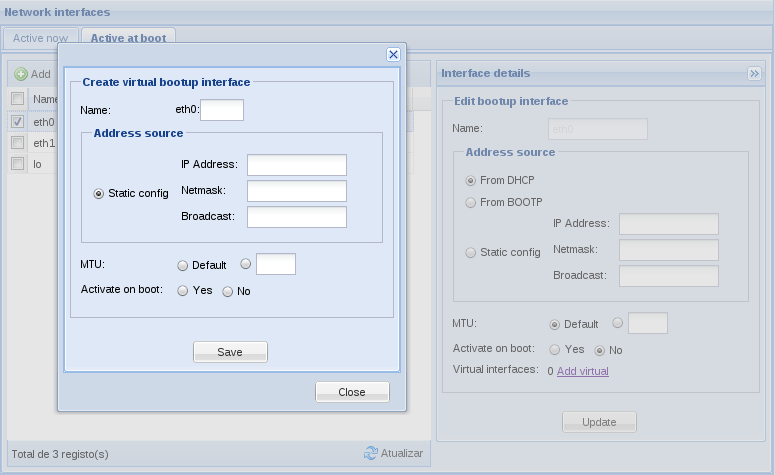 Network interfaces
Active now
Active at boot
Add
Create virtual bootup interface
Name: eth0:
Address source
Static config
IP Address:
Netmask:
Broadcast:
MTU: Default
Activate on boot: Yes No
Save
Close
Name
eth0
eth1
lo
Total de 3 registo(s)
Atualizar
Interface details
Edit bootup interface
Name: eth0
Address source
From DHCP
From BOOTP
Static config
IP Address:
Netmask:
Broadcast:
MTU: Default
Activate on boot: Yes No
Virtual interfaces: 0 Add virtual
Update